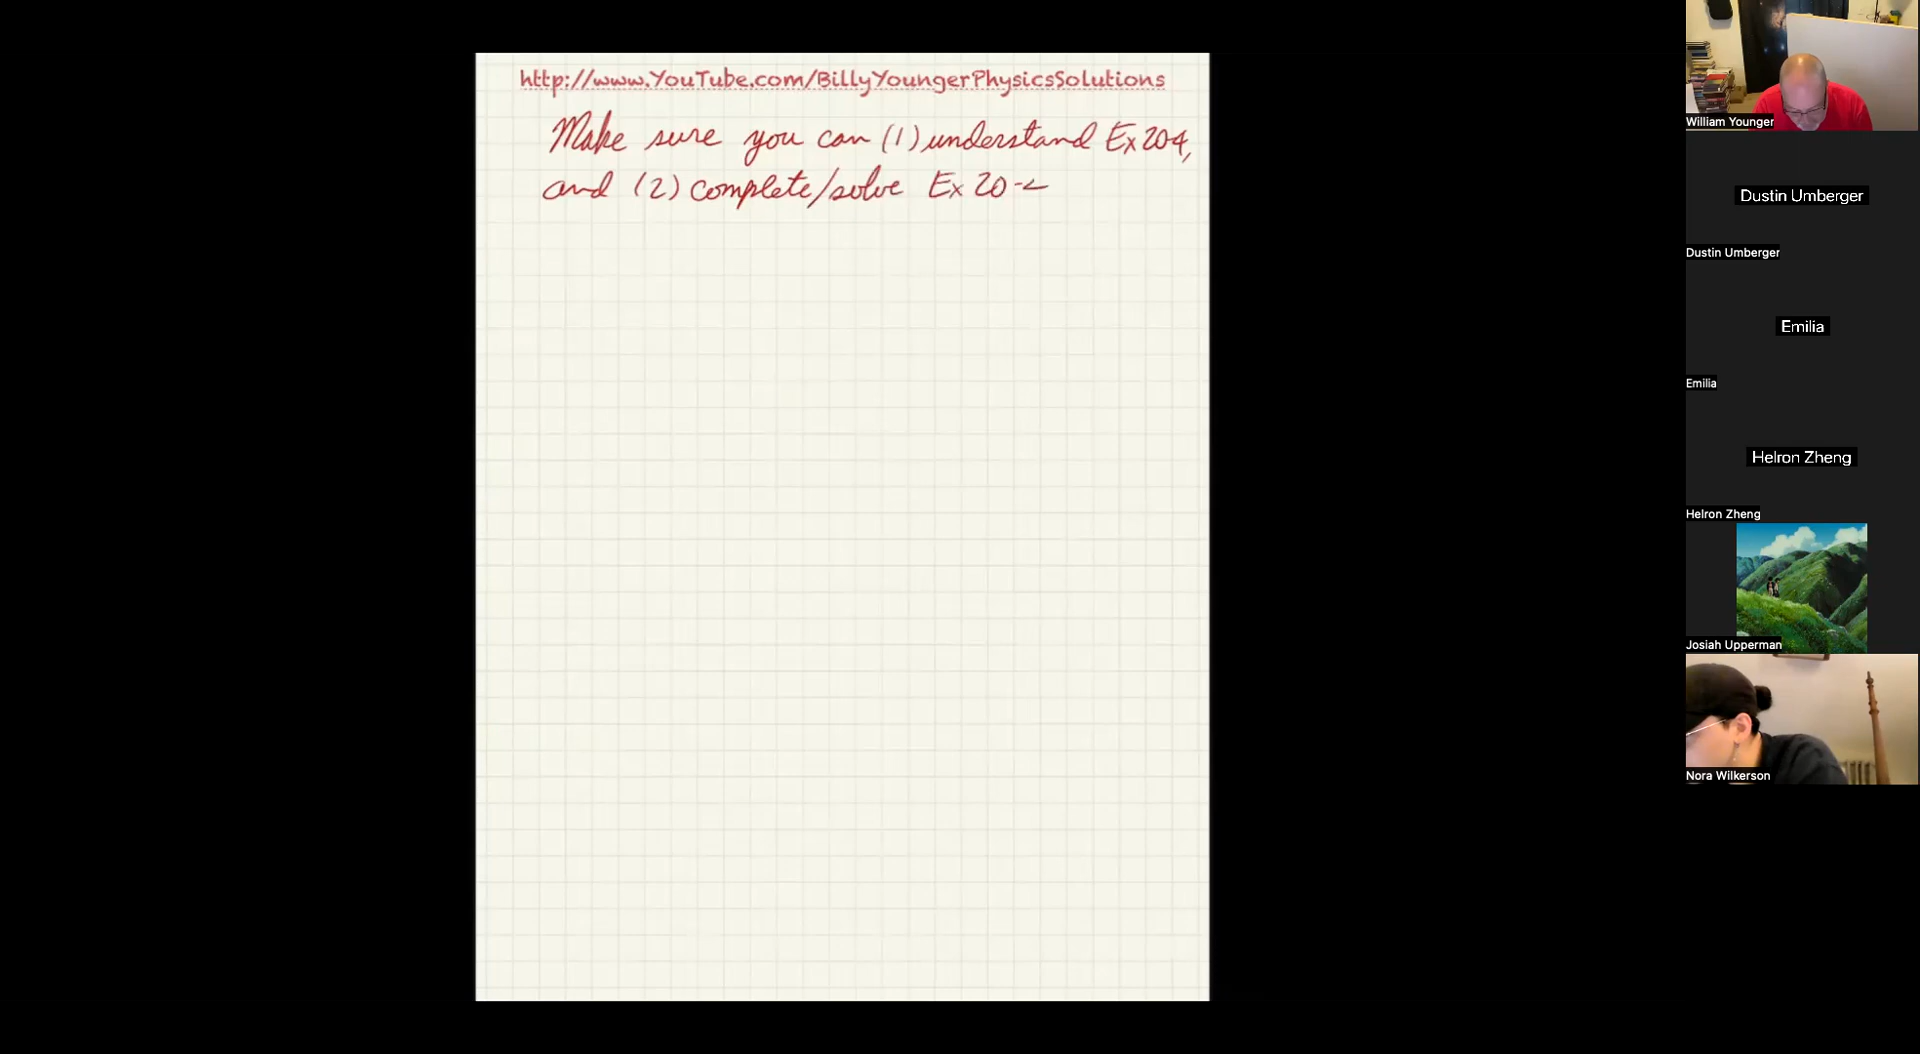 http://www.YouTube.com/BillyYoungerPhysicsSolutions
Make sure you can (1) understand Ex 20-4,
and (2) complete/solve Ex 20-
William Younger
Dustin Umberger
Dustin Umberger
Emilia
Emilia
Helron Zheng
Helron Zheng
Josiah Upperman
Nora Wilkerson